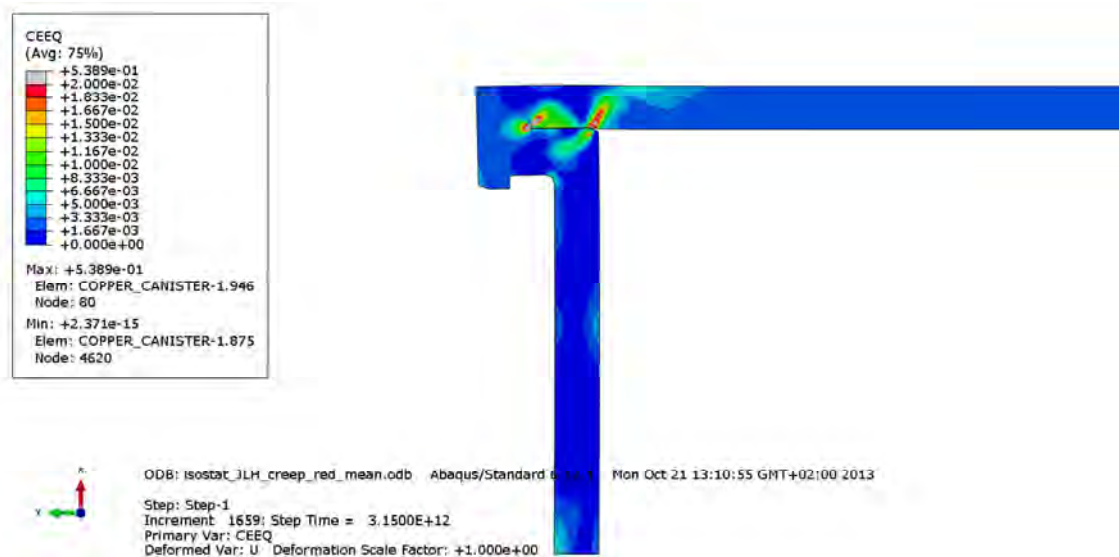 CEEQ
(Avg: 75%)
+5.389e-01
+2.000e-02
+1.833e-02
+1.667e-02
+1.500e-02
+1.333e-02
+1.167e-02
+1.000e-02
+8.333e-03
+6.667e-03
+5.000e-03
+3.333e-03
+1.667e-03
+0.000e+00
Max: +5.389e-01
Elem: COPPER_CANISTER-1.946
Node: 80
Min: +2.371e-15
Elem: COPPER_CANISTER-1.875
Node: 4620
Y
ODB: isostat_JLH_creep_red_mean.odb Abaqus/Standard Mon Oct 21 13:10:55 GMT+02:00 2013
Step: Step-1
Increment 1659: Step Time = 3.1500E+12
Primary Var: CEEQ
Deformed Var: U Deformation Scale Factor: +1.000e+00